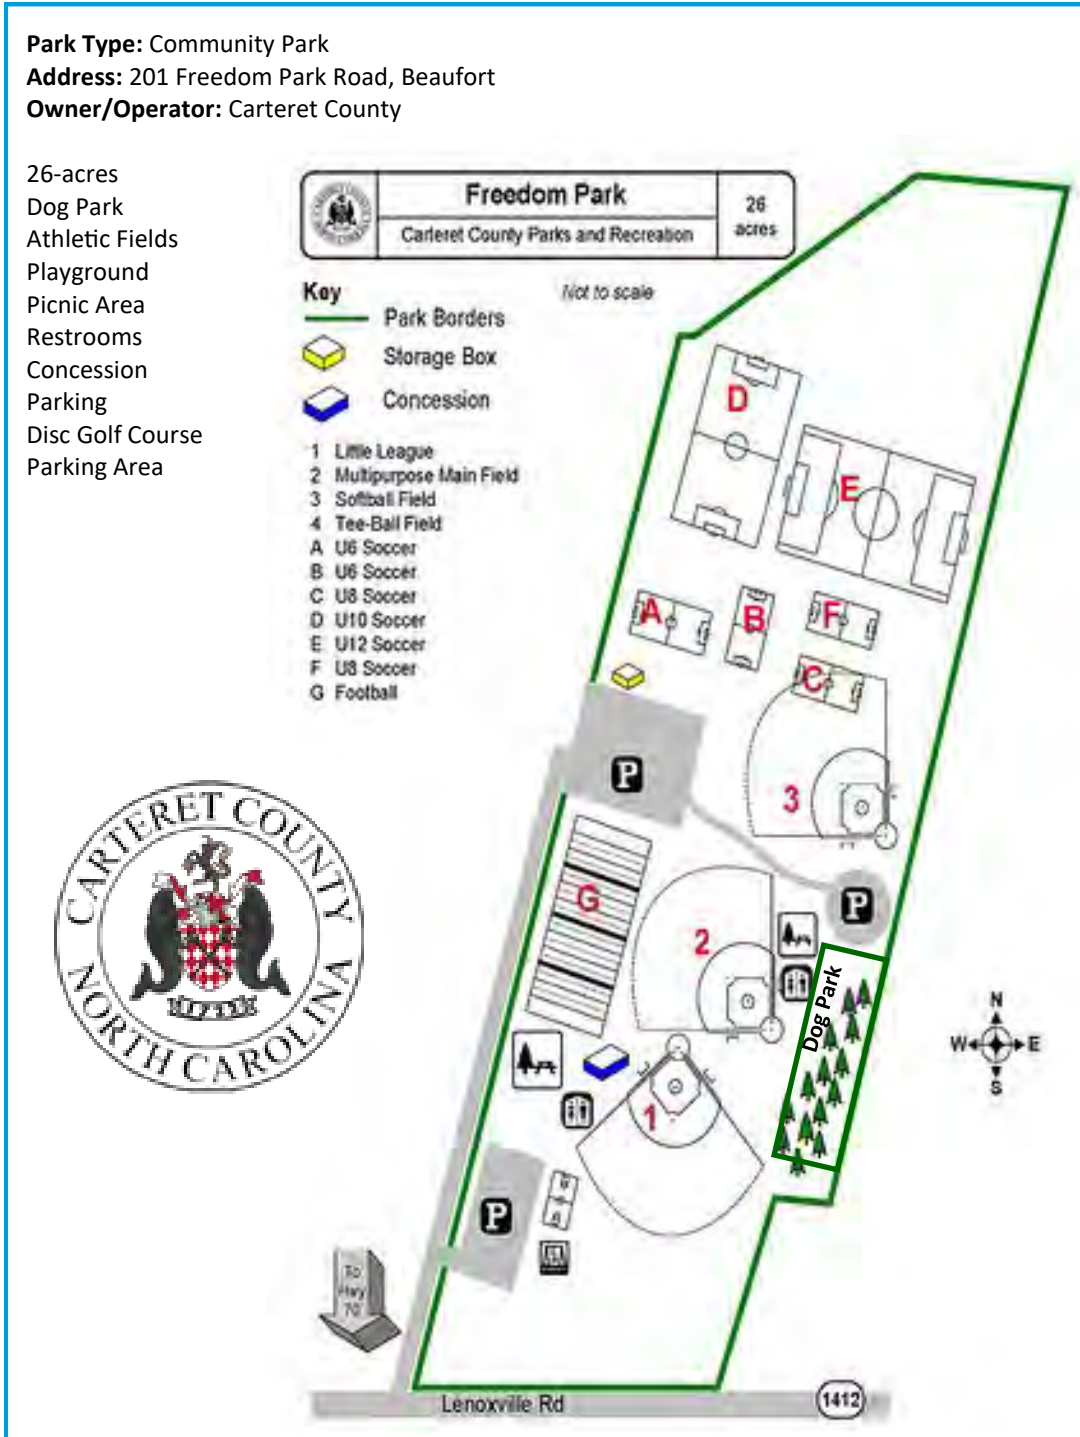 Park Type: Community Park
Address: 201 Freedom Park Road, Beaufort
Owner/Operator: Carteret County
26-acres
Dog Park
Athletic Fields
Playground
Picnic Area
Restrooms
Concession
Parking
Disc Golf Course
Parking Area
Freedom Park
Carteret County Parks and Recreation
26
acres
Key
Not to scale
Park Borders
Storage Box
Concession
1 Little League
2 Multipurpose Main Field
3 Softball Field
4 Tee-Ball Field
A U6 Soccer
B U6 Soccer
C U8 Soccer
D U10 Soccer
E U12 Soccer
F U8 Soccer
G Football
D
E
A
B
F
C
P
3
G
2
P
Dog Park
1
P
CARTERET COUNTY
NORTH CAROLINA
N
W E
S
To
Hwy
70
Lenoxville Rd
1412